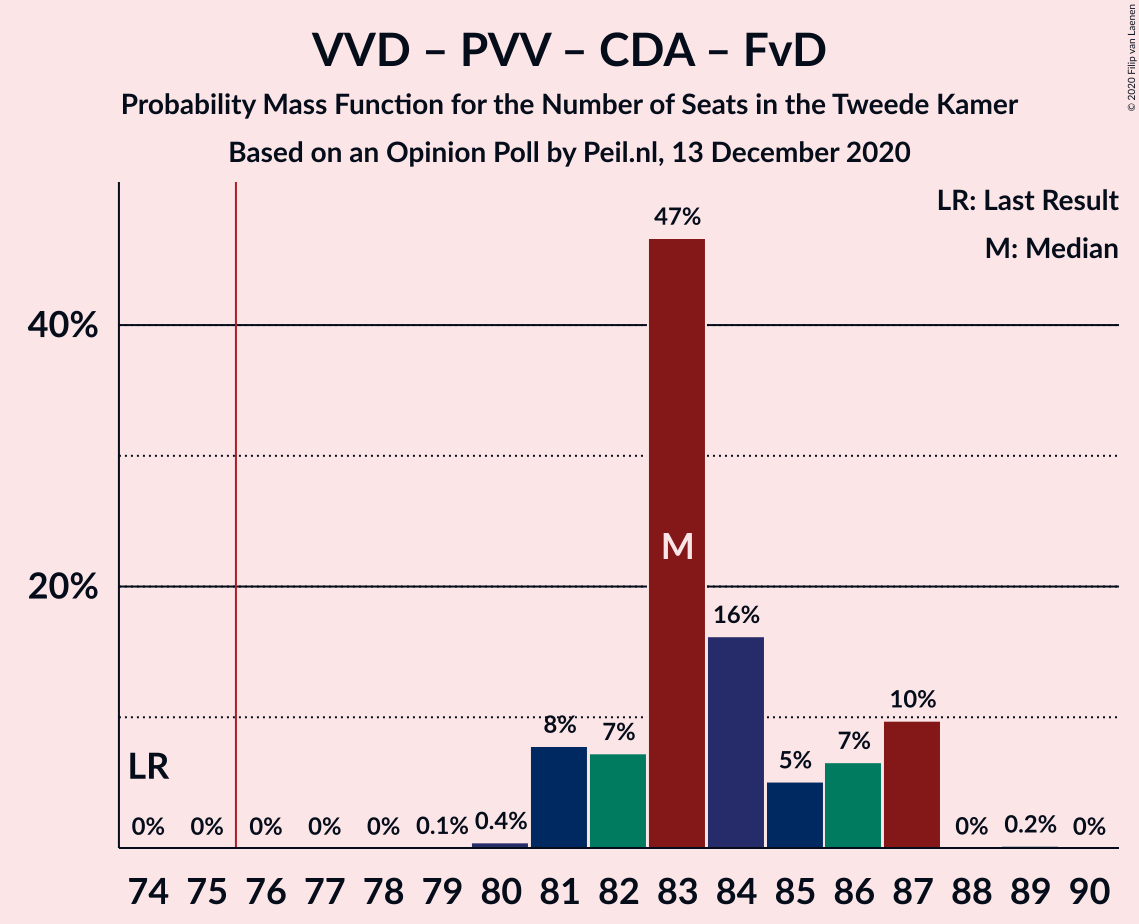 VVD – PVV – CDA – FvD
Probability Mass Function for the Number of Seats in the Tweede Kamer
Based on an Opinion Poll by Peil.nl, 13 December 2020
© 2020 Filip van Laenen
LR: Last Result
M: Median
47%
40%
M
20%
16%
10%
8%
7%
7%
5%
LR
0%
0%
0%
0%
0%
0.1%
0.4%
0%
0.2%
0%
74 75 76 77 78 79 80 81 82 83 84 85 86 87 88 89 90